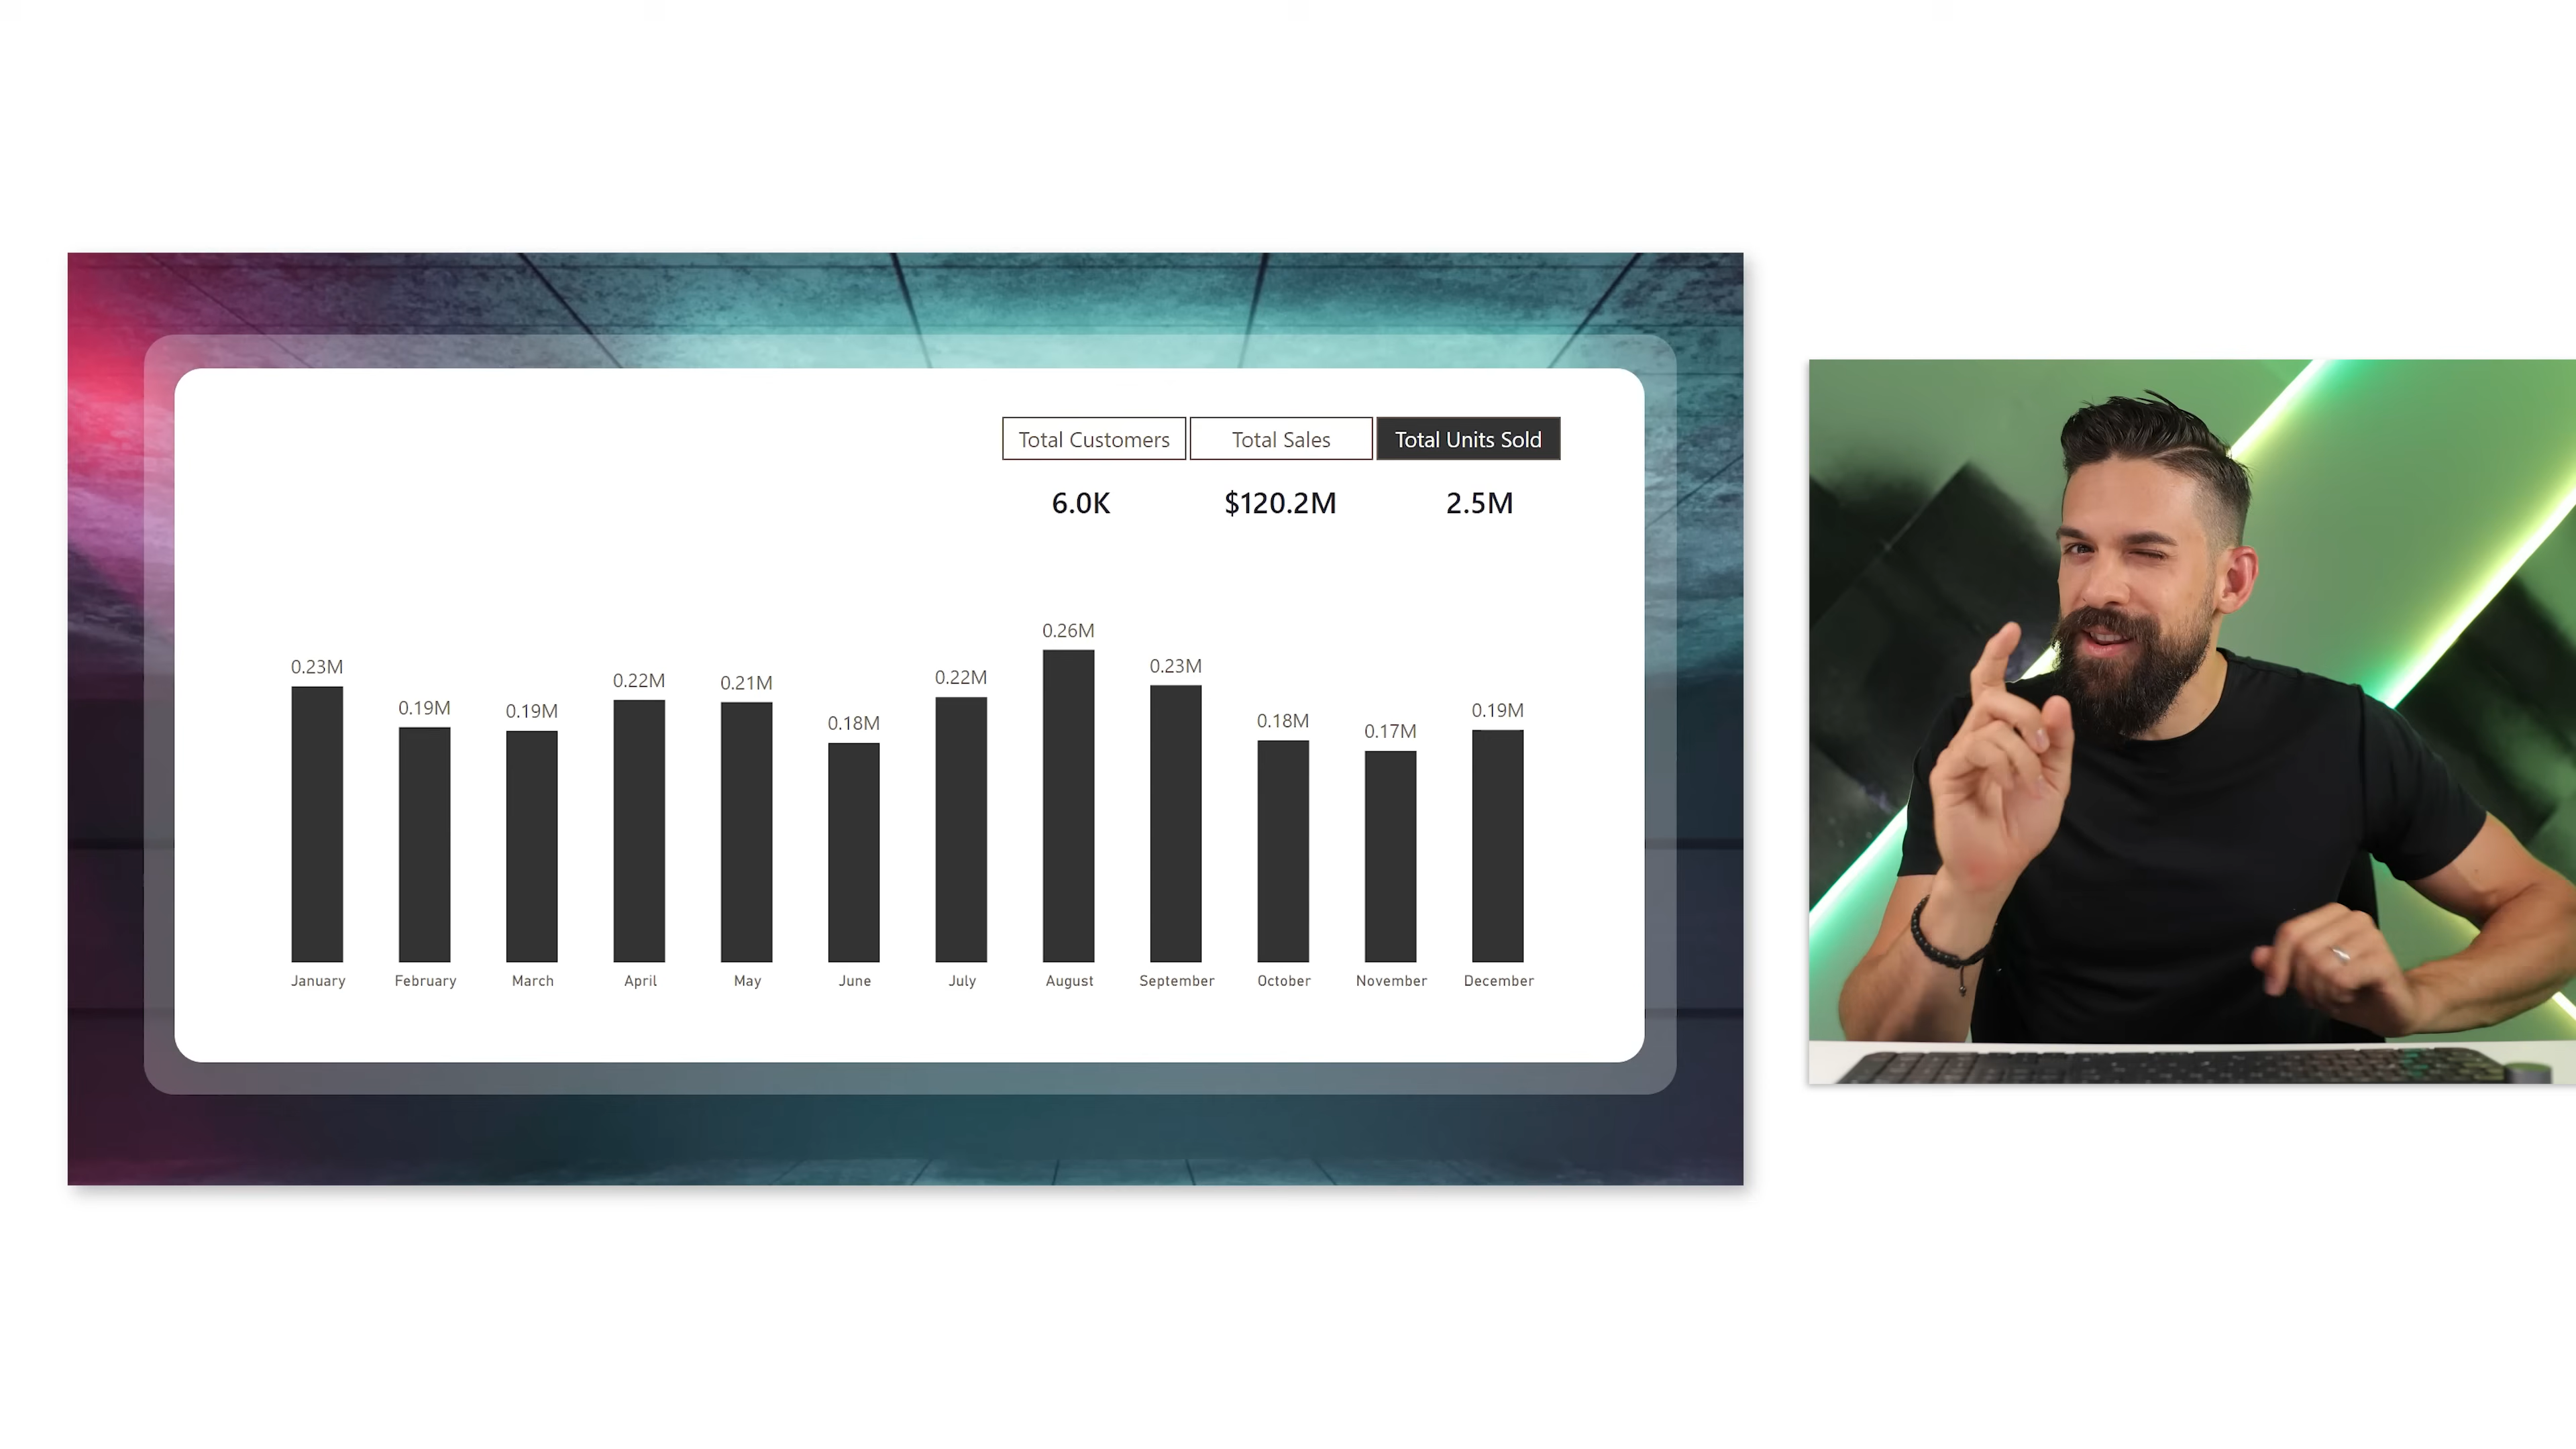 Total Customers Total Sales Total Units Sold
6.0K $120.2M 2.5M
0.23M 0.19M 0.19M 0.22M 0.21M 0.18M 0.22M 0.26M 0.23M 0.18M 0.17M 0.19M
January February March April May June July August September October November December